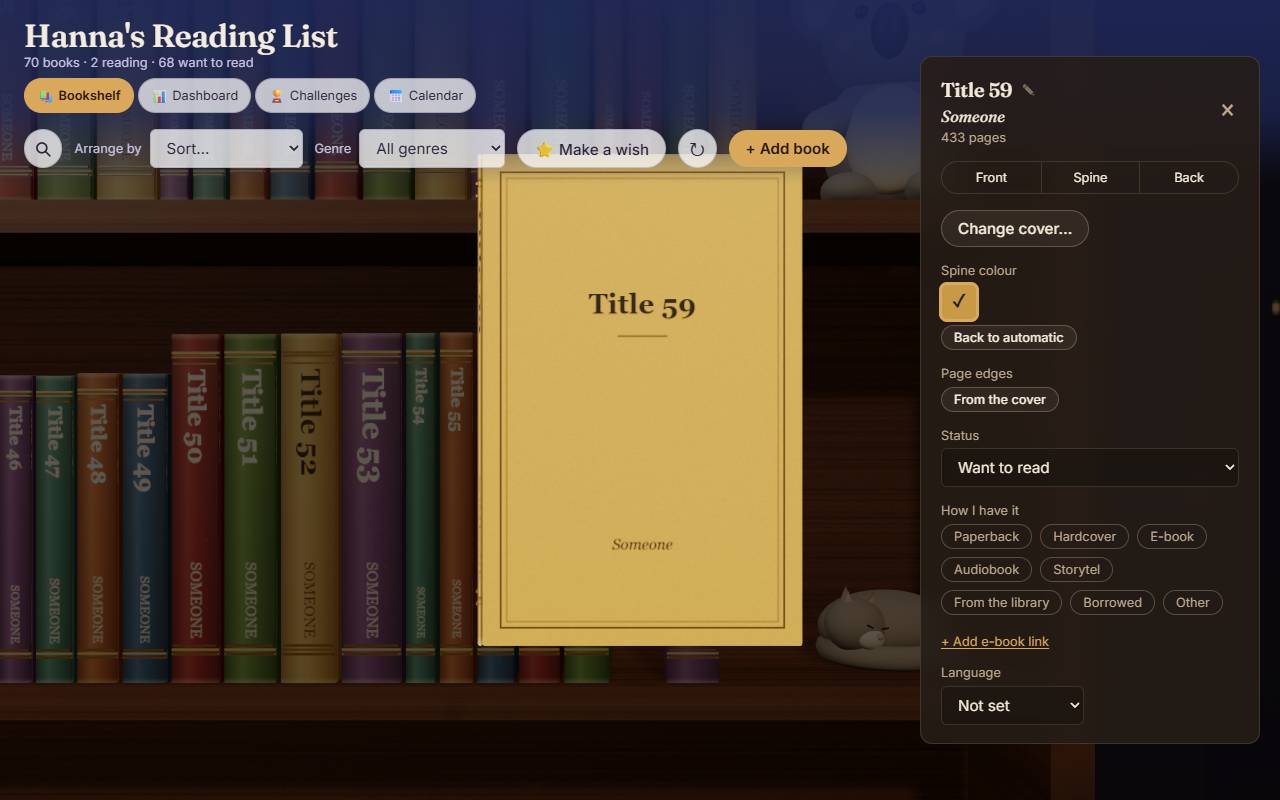 Hanna's Reading List
70 books · 2 reading · 68 want to read
Bookshelf
Dashboard
Challenges
Calendar
Arrange by
Sort...
Genre
All genres
Make a wish
+ Add book
Title 46
Title 47
Title 48
Title 49
Title 50
Title 51
Title 52
Title 53
Title 54
Title 55
SOMEONE
SOMEONE
SOMEONE
SOMEONE
SOMEONE
SOMEONE
SOMEONE
SOMEONE
SOMEONE
SOMEONE
Title 59
Someone
Title 59
Someone
433 pages
Front
Spine
Back
Change cover...
Spine colour
Back to automatic
Page edges
From the cover
Status
Want to read
How I have it
Paperback
Hardcover
E-book
Audiobook
Storytel
From the library
Borrowed
Other
+ Add e-book link
Language
Not set